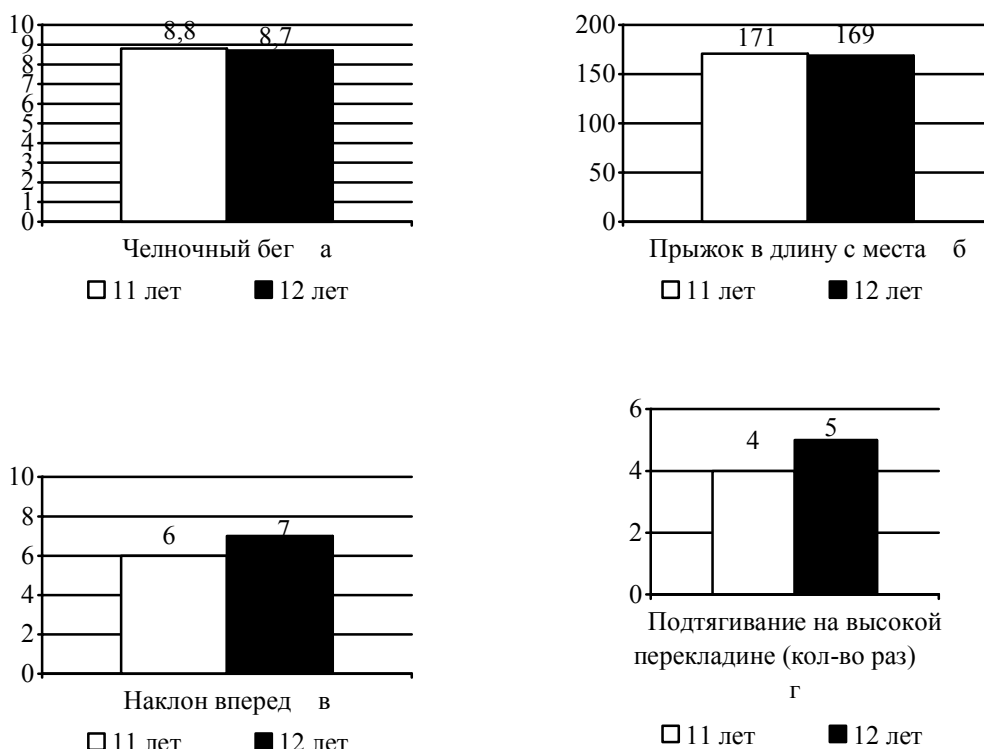 10
9
8
7
6
5
4
3
2
1
0
8,8
8,7
Челночный бег а
11 лет
12 лет
200
150
100
50
0
171
169
Прыжок в длину с места б
11 лет
12 лет
10
8
6
4
2
0
6
7
Наклон вперед в
11 лет
12 лет
6
4
2
0
4
5
Подтягивание на высокой
перекладине (кол-во раз)
г
11 лет
12 лет